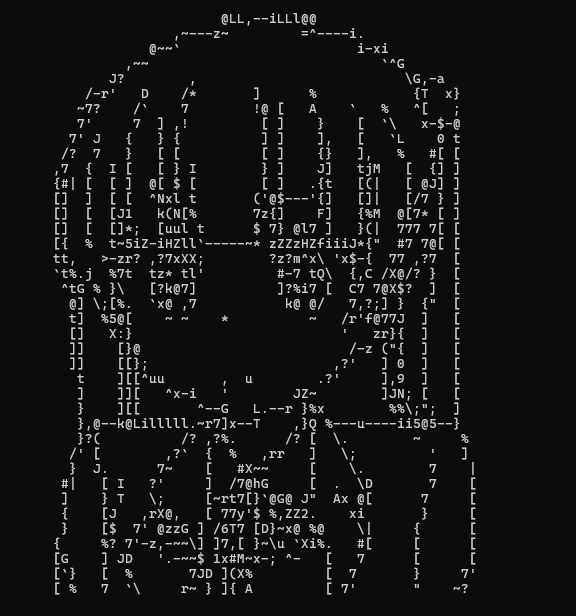 @LL,--iLLl@@
,~---z~ =^----i.
@~~` i-xi
,~~ `^G
J? , \G,-a
/-r' D /* ] % {T x}
~7? /` 7 !@ [ A ` % ^[ ;
7' 7 ] ,! [ ] } [ `\ x-$-@
7' J { } { [ ] ], [ `L 0 t
/? 7 } [ [ [ ] {} ], % #[ [
,7 { I [ [ } I [ ] J] tjM [ {] ]
{#| [ [ ] @[ $ [ [ ] .{t [(| [ @J] ]
[] ] [ [ ^Nxl t ('@$---'{] []| [/7 } ]
[] [ [J1 k(N[% 7z{] F] {%M @[7* [ ]
[] [ []*; [uul t $ 7} @l7 ] }(| 777 7[ [
[{ % t~5iZ-iHZll`-----~* zZZzHZfiiiJ*{" #7 7@[ [
tt, >-zr? ,?7xXX; ?z?m^x\ 'x$-{ 77 ,?7 [
`t%.j %7t tz* tl' #-7 tQ\ {,C /X@/? } [
^tG % }\ [?k@7] ]?%i7 [ C7 7@X$? ] [
@] \;[%. `x@ ,7 k@ @/ 7,?;] } {" [
t] %5@[ ~ ~ * ~ /r'f@77J ] [
[] X:} ' zr}{ ] [
]] [}@ /-z ("{ ] [
]] [[}; ,?' ] 0 ] [
t ][[^uu , u .?' ],9 ] [
] ]][ ^x-i ' JZ~ ]JN; [ [
} ][[ ^--G L.--r }%x %%\;"; ]
},@--k@Lilllll.~r7]x--T ,}Q %---u----ii5@5--}
}?( /? ,?%. /? [ \. ~ %
/' [ ,?` { % ,rr ] \; ' ]
} J. 7~ [ #X~~ [ \. 7 |
#| [ I ?' ] /7@hG [ . \D 7 [
] } T \; [~rt7[}`@G@ J" Ax @[ 7 [
{ [J ,rX@, [ 77y'$ %,ZZ2. xi } [
} [$ 7' @zzG ] /6T7 [D}~x@ %@ \| { [
{ %? 7'-z,-~~\] ]7,[ }~\u `Xi%. #[ [ [
[G ] JD '.-~~$ 1x#M~x-; ^- [ 7 [ [
[`} [ % 7JD ](X% [ 7 } 7'
[ % 7 `\ r~ } ]{ A [ 7' " ~?